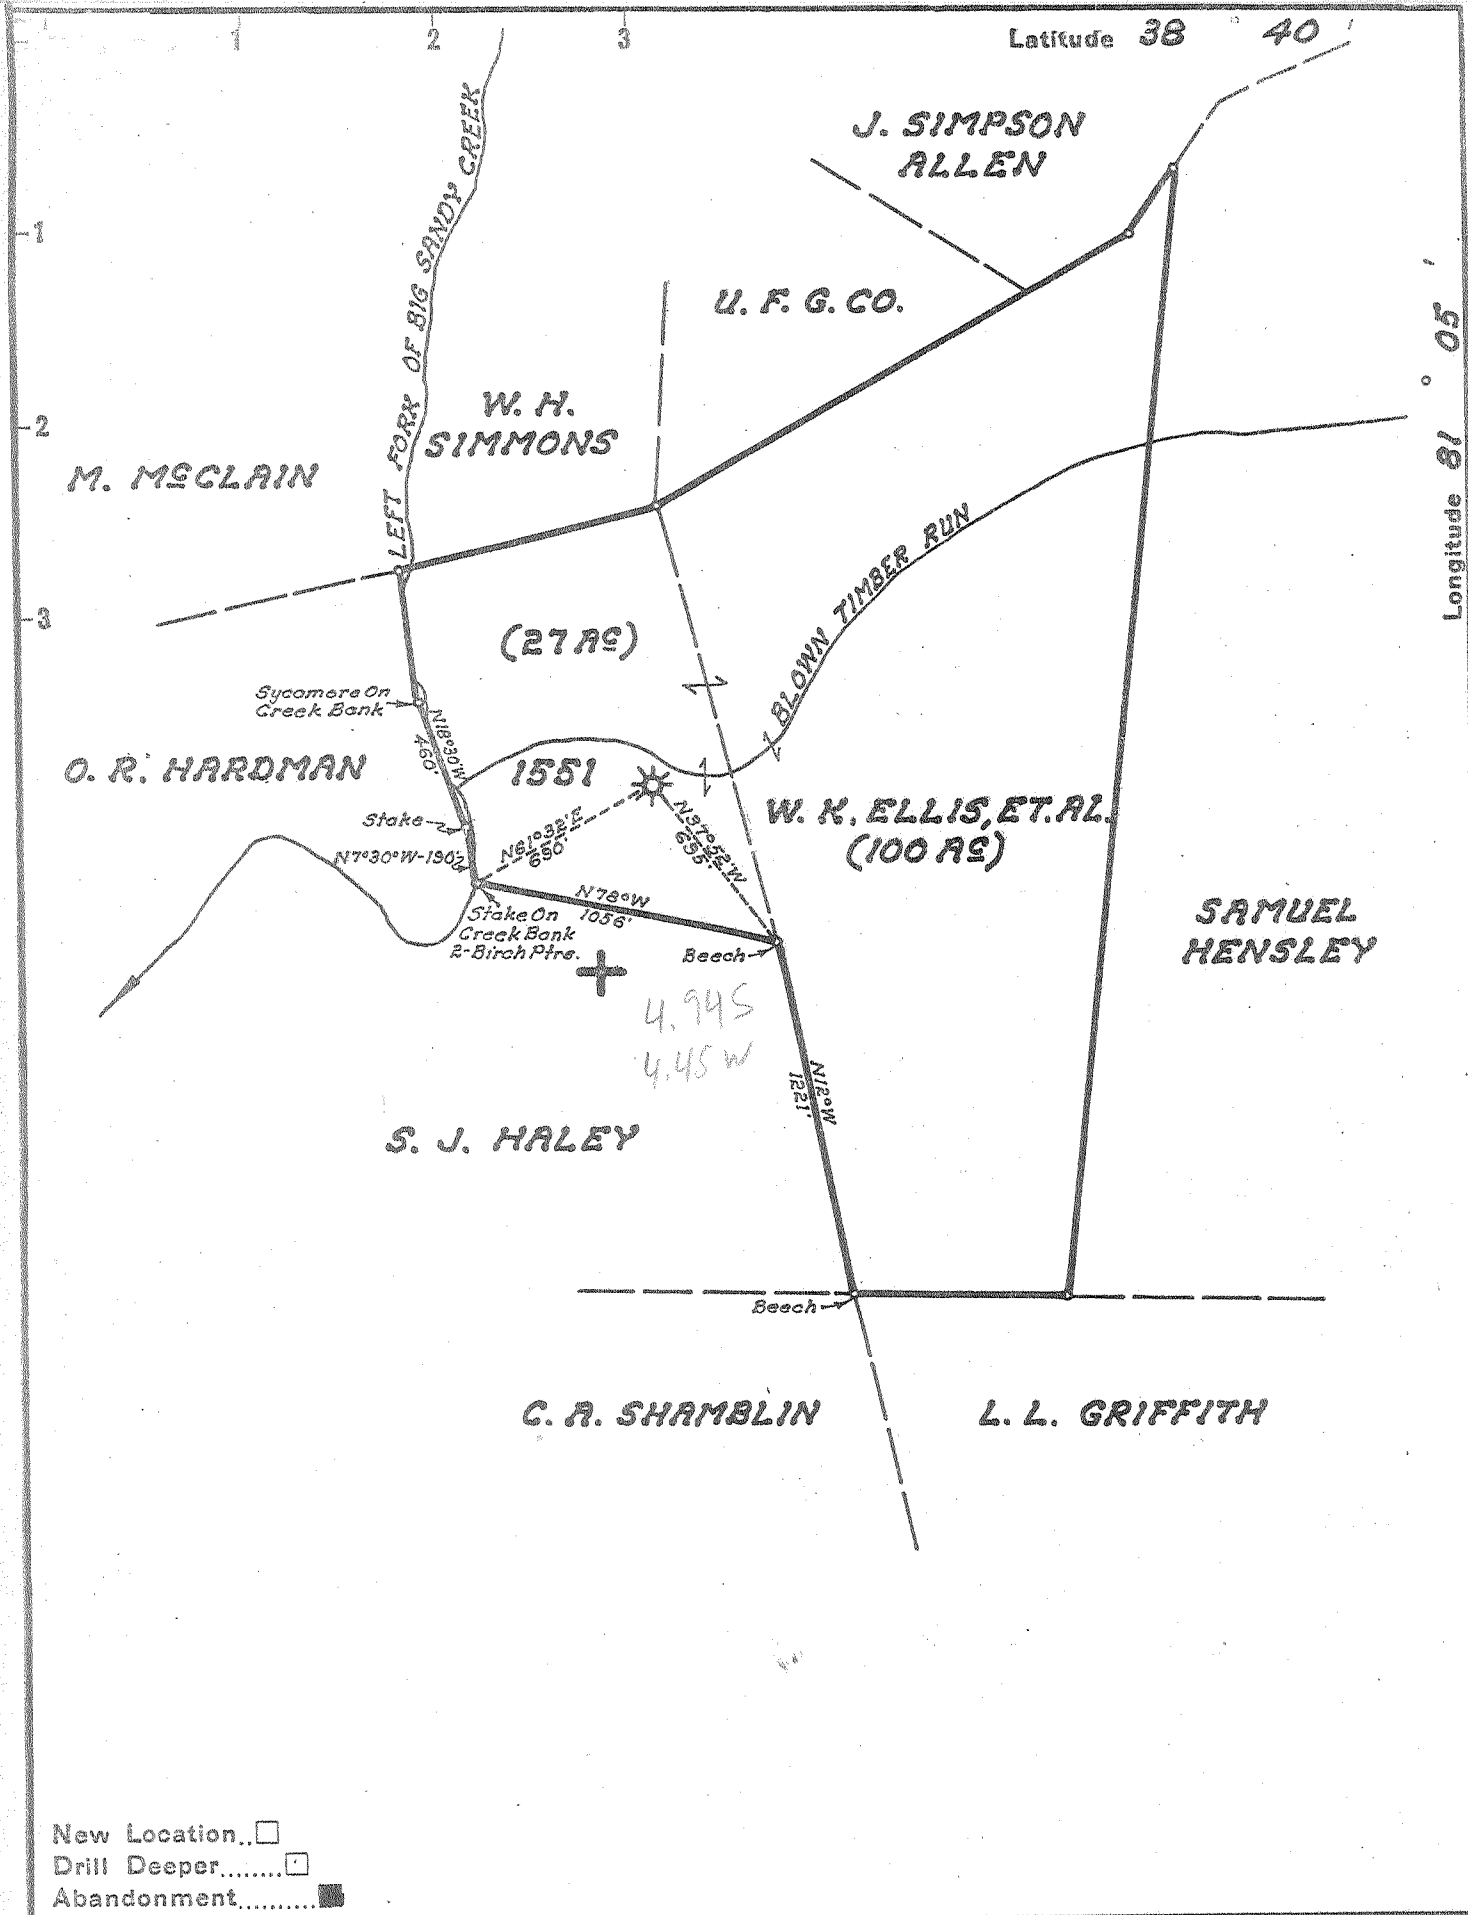 1 2 3
Latitude 38° 40'
LEFT FORK OF BIG SANDY CREEK
J. SIMPSON
ALLEN
-1
U. F. G. CO.
Longitude 81° 05'
W. H.
SIMMONS
-2
M. McCLAIN
BLOWN TIMBER RUN
-3
(27 Ac)
Sycamore On
Creek Bank
N18°30'W
460'
O. R. HARDMAN
1551
W. K. ELLIS, ET. AL.
(100 Ac)
Stake
N7°30'W-190'
N61°32'E
690'
N37°52'W
695'
N78°W
1056'
Stake On
Creek Bank
2-Birch Ptrs.
Beech
SAMUEL
HENSLEY
4.94S
4.45W
N12°W
1221'
S. J. HALEY
Beech
C. A. SHAMBLIN
L. L. GRIFFITH
New Location..
Drill Deeper........
Abandonment..........